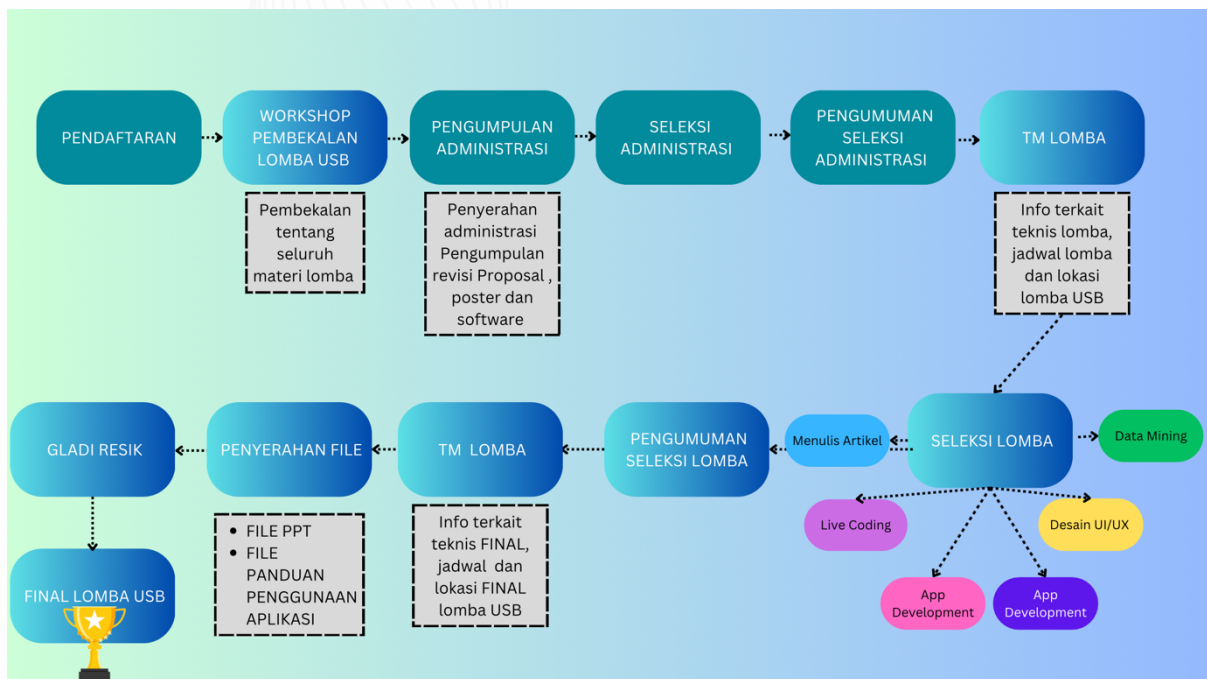 PENDAFTARAN
WORKSHOP
PEMBEKALAN
LOMBA USB
PENGUMPULAN
ADMINISTRASI
SELEKSI
ADMINISTRASI
PENGUMUMAN
SELEKSI
ADMINISTRASI
TM LOMBA
Pembekalan
tentang
seluruh
materi lomba
Penyerahan
administrasi
Pengumpulan
revisi Proposal ,
poster dan
software
Info terkait
teknis lomba,
jadwal lomba
dan lokasi
lomba USB
GLADI RESIK
PENYERAHAN FILE
TM LOMBA
PENGUMUMAN
SELEKSI LOMBA
Menulis Artikel
SELEKSI LOMBA
Data Mining
Live Coding
Desain UI/UX
App
Development
App
Development
• FILE PPT
• FILE
PANDUAN
PENGGUNAAN
APLIKASI
Info terkait
teknis FINAL,
jadwal dan
lokasi FINAL
lomba USB
FINAL LOMBA USB